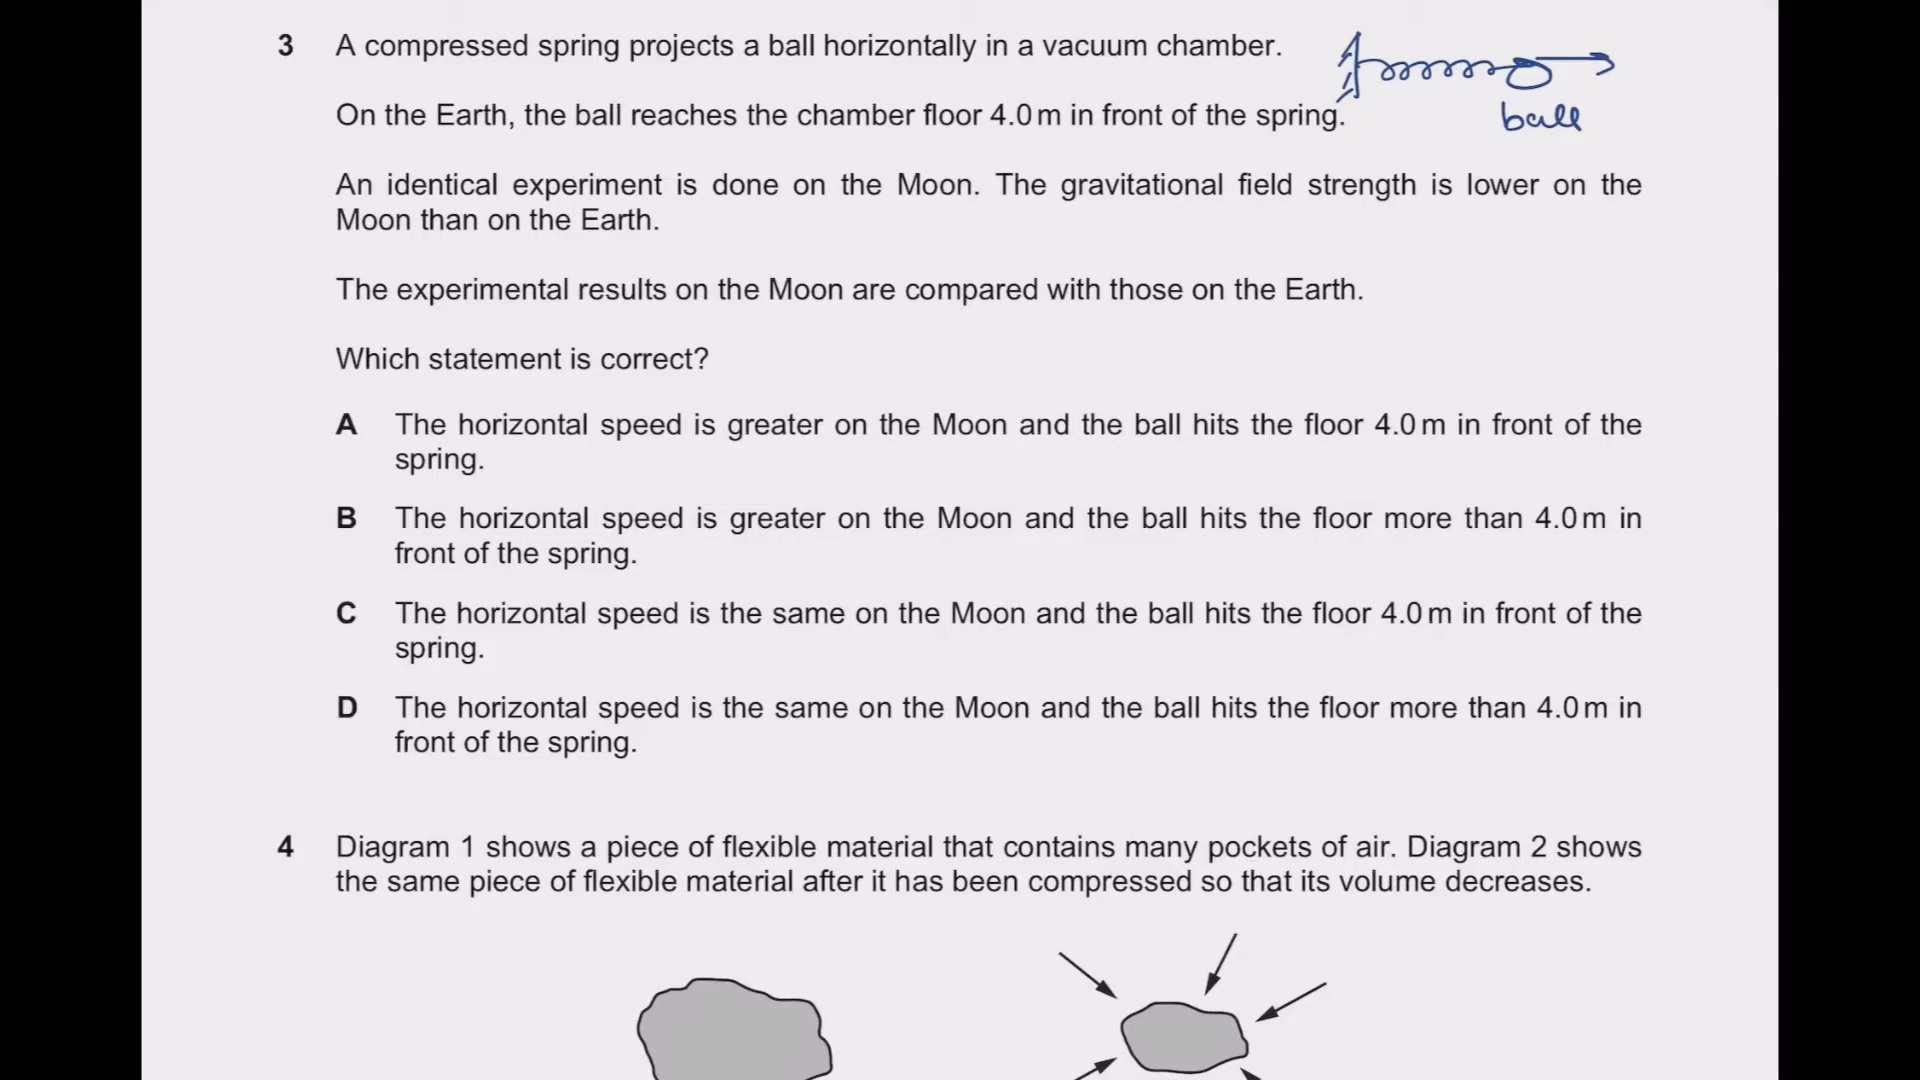 3 A compressed spring projects a ball horizontally in a vacuum chamber.
On the Earth, the ball reaches the chamber floor 4.0 m in front of the spring.
ball
An identical experiment is done on the Moon. The gravitational field strength is lower on the
Moon than on the Earth.
The experimental results on the Moon are compared with those on the Earth.
Which statement is correct?
A The horizontal speed is greater on the Moon and the ball hits the floor 4.0 m in front of the
spring.
B The horizontal speed is greater on the Moon and the ball hits the floor more than 4.0 m in
front of the spring.
C The horizontal speed is the same on the Moon and the ball hits the floor 4.0 m in front of the
spring.
D The horizontal speed is the same on the Moon and the ball hits the floor more than 4.0 m in
front of the spring.
4 Diagram 1 shows a piece of flexible material that contains many pockets of air. Diagram 2 shows
the same piece of flexible material after it has been compressed so that its volume decreases.